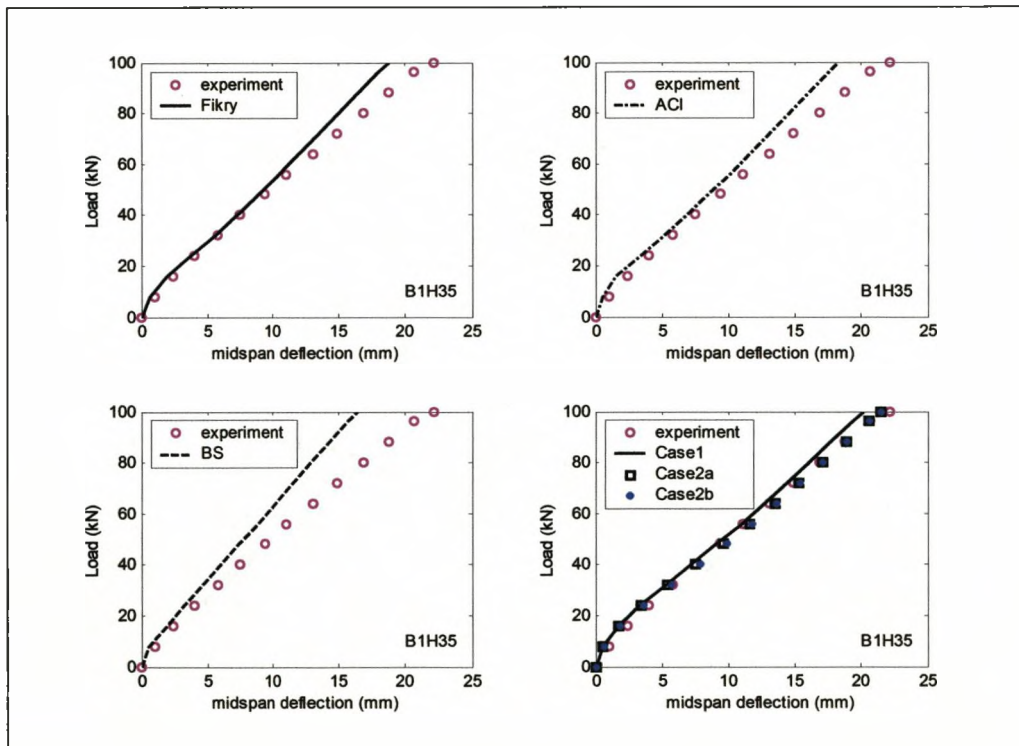 experiment
Fikry
100
80
60
40
20
0
Load (kN)
B1H35
0 5 10 15 20 25
midspan deflection (mm)
experiment
ACI
100
80
60
40
20
0
Load (kN)
B1H35
0 5 10 15 20 25
midspan deflection (mm)
experiment
BS
100
80
60
40
20
0
Load (kN)
B1H35
0 5 10 15 20 25
midspan deflection (mm)
experiment
Case1
Case2a
Case2b
100
80
60
40
20
0
Load (kN)
B1H35
0 5 10 15 20 25
midspan deflection (mm)